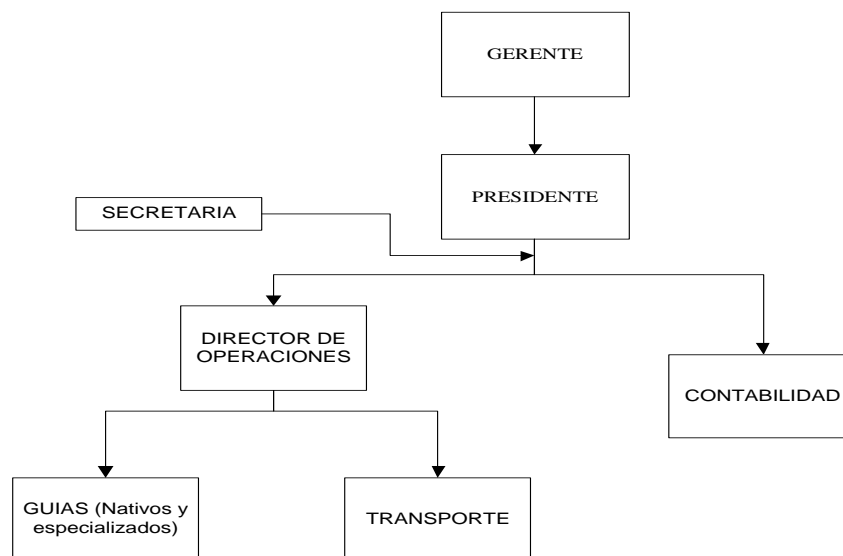 GERENTE
PRESIDENTE
SECRETARIA
DIRECTOR DE
OPERACIONES
CONTABILIDAD
GUIAS (Nativos y
especializados)
TRANSPORTE